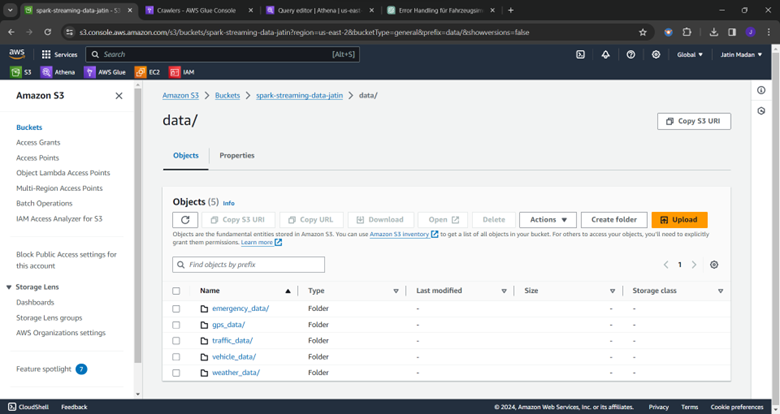 spark-streaming-data-jatin - S3
Crawlers - AWS Glue Console
Query editor | Athena | us-east
Error Handling für Fahrzeugsim
s3.console.aws.amazon.com/s3/buckets/spark-streaming-data-jatin?region=us-east-2&bucketType=general&prefix=data/&showversions=false
aws
Services
Search
[Alt+S]
Global
Jatin Madan
S3
Athena
AWS Glue
EC2
IAM
Amazon S3
Buckets
Access Grants
Access Points
Object Lambda Access Points
Multi-Region Access Points
Batch Operations
IAM Access Analyzer for S3
Block Public Access settings for
this account
Storage Lens
Dashboards
Storage Lens groups
AWS Organizations settings
Feature spotlight 7
Amazon S3 > Buckets > spark-streaming-data-jatin > data/
data/
Copy S3 URI
Objects
Properties
Objects (5) Info
Copy S3 URI
Copy URL
Download
Open
Delete
Actions
Create folder
Upload
Objects are the fundamental entities stored in Amazon S3. You can use Amazon S3 inventory to get a list of all objects in your bucket. For others to access your objects, you'll need to explicitly
grant them permissions. Learn more
Find objects by prefix
1
Name Type Last modified Size Storage class
emergency_data/ Folder - - -
gps_data/ Folder - - -
traffic_data/ Folder - - -
vehicle_data/ Folder - - -
weather_data/ Folder - - -
CloudShell
Feedback
© 2024, Amazon Web Services, Inc. or its affiliates.
Privacy
Terms
Cookie preferences